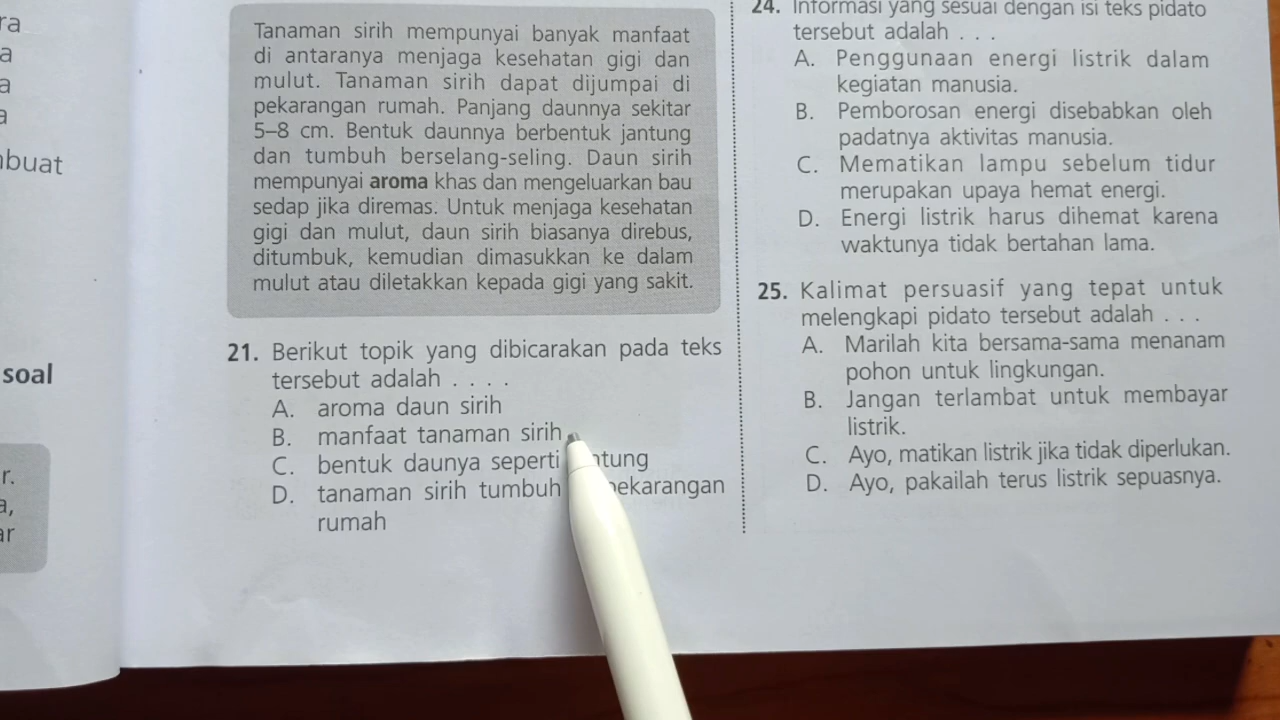 ra
a
a
a
buat
soal
r.
a,
ar
Tanaman sirih mempunyai banyak manfaat
di antaranya menjaga kesehatan gigi dan
mulut. Tanaman sirih dapat dijumpai di
pekarangan rumah. Panjang daunnya sekitar
5–8 cm. Bentuk daunnya berbentuk jantung
dan tumbuh berselang-seling. Daun sirih
mempunyai aroma khas dan mengeluarkan bau
sedap jika diremas. Untuk menjaga kesehatan
gigi dan mulut, daun sirih biasanya direbus,
ditumbuk, kemudian dimasukkan ke dalam
mulut atau diletakkan kepada gigi yang sakit.
21. Berikut topik yang dibicarakan pada teks
tersebut adalah . . . .
A. aroma daun sirih
B. manfaat tanaman sirih
C. bentuk daunya seperti ntung
D. tanaman sirih tumbuh pekarangan
rumah
24. Informasi yang sesuai dengan isi teks pidato
tersebut adalah . . .
A. Penggunaan energi listrik dalam
kegiatan manusia.
B. Pemborosan energi disebabkan oleh
padatnya aktivitas manusia.
C. Mematikan lampu sebelum tidur
merupakan upaya hemat energi.
D. Energi listrik harus dihemat karena
waktunya tidak bertahan lama.
25. Kalimat persuasif yang tepat untuk
melengkapi pidato tersebut adalah . . .
A. Marilah kita bersama-sama menanam
pohon untuk lingkungan.
B. Jangan terlambat untuk membayar
listrik.
C. Ayo, matikan listrik jika tidak diperlukan.
D. Ayo, pakailah terus listrik sepuasnya.